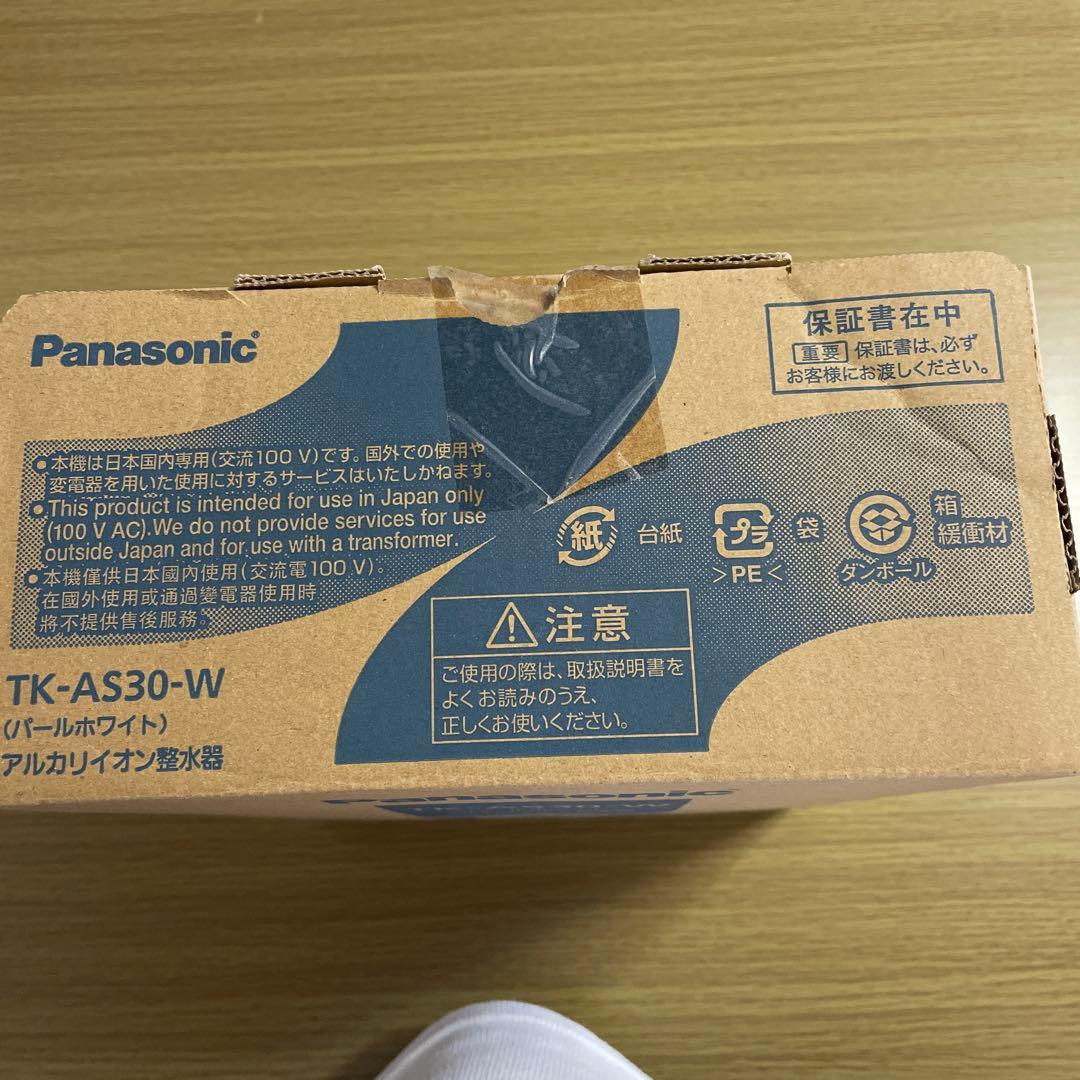 Panasonic®
保証書在中
重要 保証書は、必ず
お客様にお渡しください。
●本機は日本国内専用(交流100 V)です。国外での使用や
変電器を用いた使用に対するサービスはいたしかねます。
●This product is intended for use in Japan only
(100 V AC).We do not provide services for use
outside Japan and for use with a transformer.
●本機僅供日本國內使用(交流電100 V)。
在國外使用或通過變電器使用時
將不提供售後服務。
紙 台紙
プラ 袋
>PE<
箱
緩衝材
ダンボール
注意
ご使用の際は、取扱説明書を
よくお読みのうえ、
正しくお使いください。
TK-AS30-W
(パールホワイト)
アルカリイオン整水器
Panasonic
TK-AS30-W